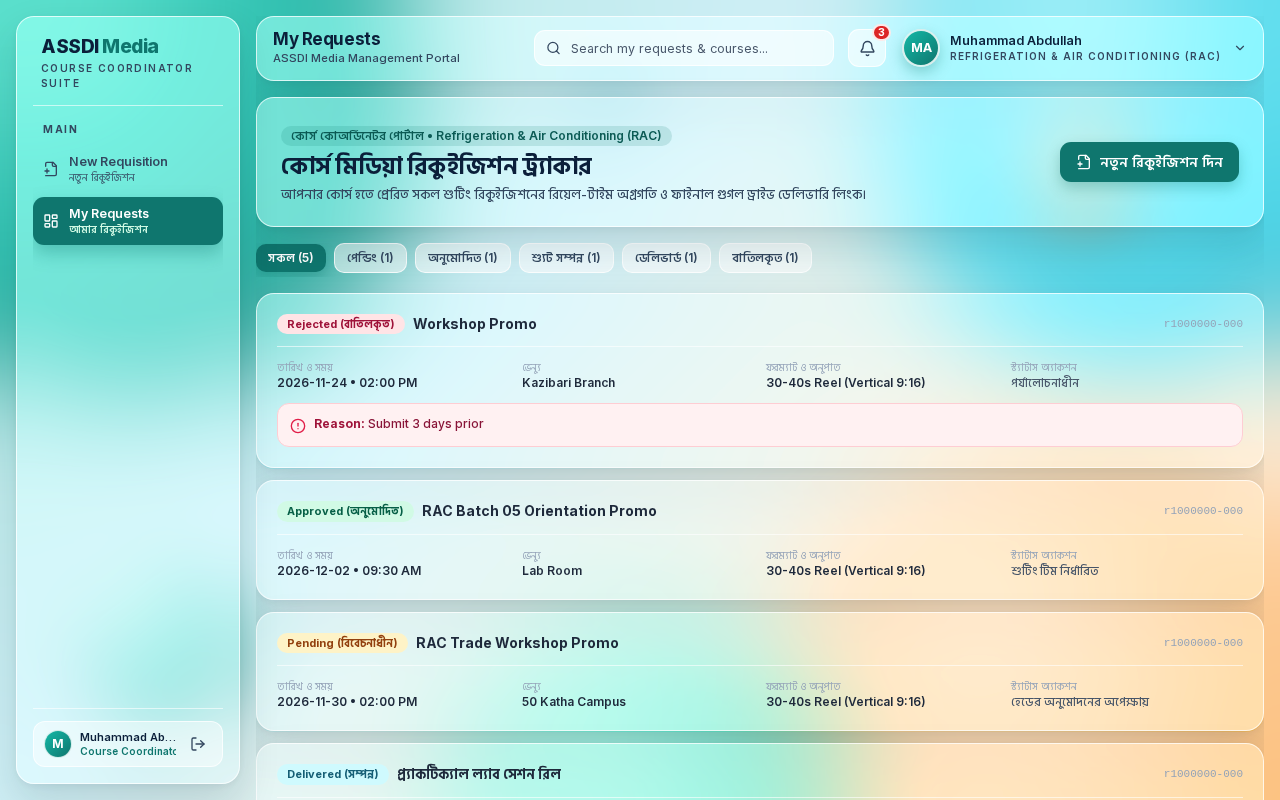 ASSDI Media
COURSE COORDINATOR
SUITE
MAIN
New Requisition
নতুন রিকুইজিশন
My Requests
আমার রিকুইজিশন
Muhammad Ab...
Course Coordinato
M
My Requests
ASSDI Media Management Portal
Search my requests & courses...
3
MA
Muhammad Abdullah
REFRIGERATION & AIR CONDITIONING (RAC)
কোর্স কোঅর্ডিনেটর পোর্টাল • Refrigeration & Air Conditioning (RAC)
কোর্স মিডিয়া রিকুইজিশন ট্র্যাকার
আপনার কোর্স হতে প্রেরিত সকল শুটিং রিকুইজিশনের রিয়েল-টাইম অগ্রগতি ও ফাইনাল গুগল ড্রাইভ ডেলিভারি লিংক।
নতুন রিকুইজিশন দিন
সকল (5)
পেন্ডিং (1)
অনুমোদিত (1)
শ্যুট সম্পন্ন (1)
ডেলিভার্ড (1)
বাতিলকৃত (1)
Rejected (বাতিলকৃত)
Workshop Promo
r1000000-000
তারিখ ও সময়
ভেন্যু
ফরম্যাট ও অনুপাত
স্ট্যাটাস অ্যাকশন
2026-11-24 • 02:00 PM
Kazibari Branch
30-40s Reel (Vertical 9:16)
পর্যালোচনাধীন
Reason: Submit 3 days prior
Approved (অনুমোদিত)
RAC Batch 05 Orientation Promo
r1000000-000
তারিখ ও সময়
ভেন্যু
ফরম্যাট ও অনুপাত
স্ট্যাটাস অ্যাকশন
2026-12-02 • 09:30 AM
Lab Room
30-40s Reel (Vertical 9:16)
শুটিং টিম নির্ধারিত
Pending (বিবেচনাধীন)
RAC Trade Workshop Promo
r1000000-000
তারিখ ও সময়
ভেন্যু
ফরম্যাট ও অনুপাত
স্ট্যাটাস অ্যাকশন
2026-11-30 • 02:00 PM
50 Katha Campus
30-40s Reel (Vertical 9:16)
হেডের অনুমোদনের অপেক্ষায়
Delivered (সম্পন্ন)
প্র্যাকটিক্যাল ল্যাব সেশন রিল
r1000000-000